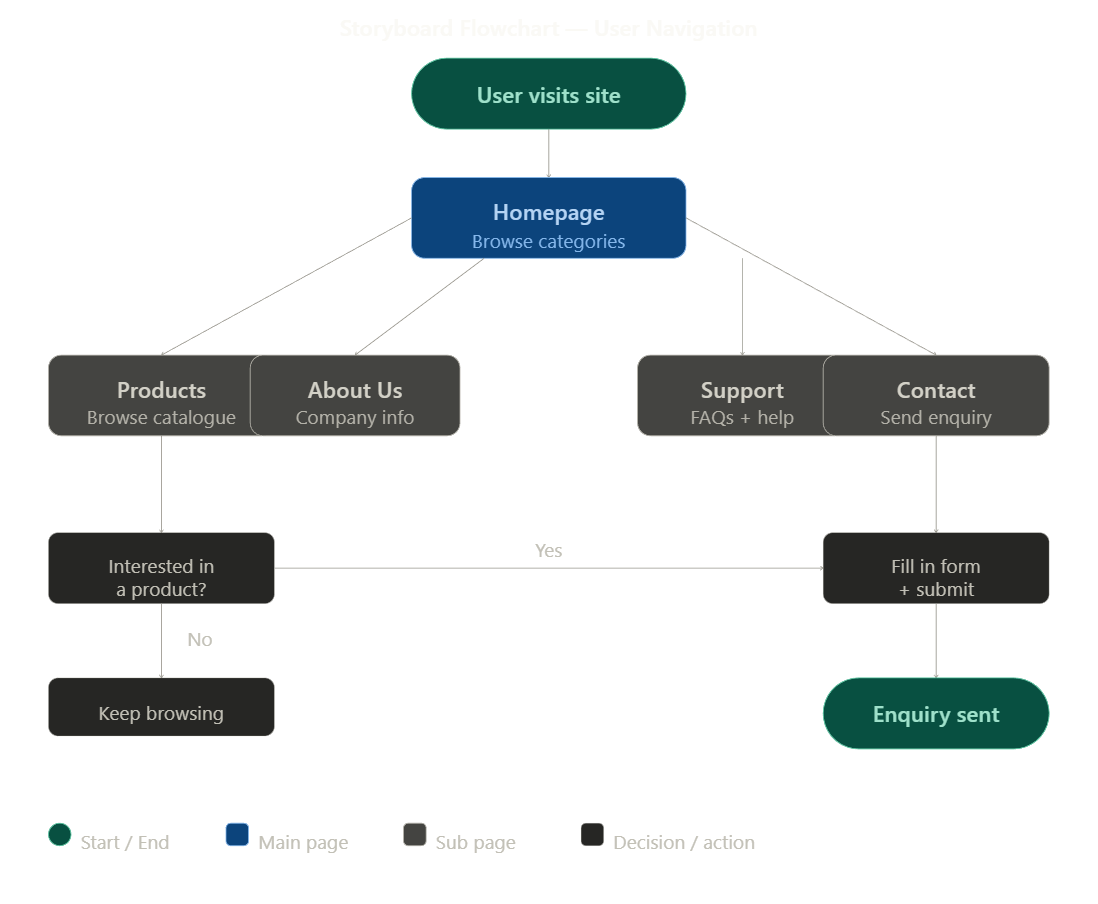 Storyboard Flowchart — User Navigation
User visits site
Homepage
Browse categories
Products
Browse catalogue
About Us
Company info
Support
FAQs + help
Contact
Send enquiry
Interested in
a product?
Yes
Fill in form
+ submit
No
Keep browsing
Enquiry sent
Start / End
Main page
Sub page
Decision / action